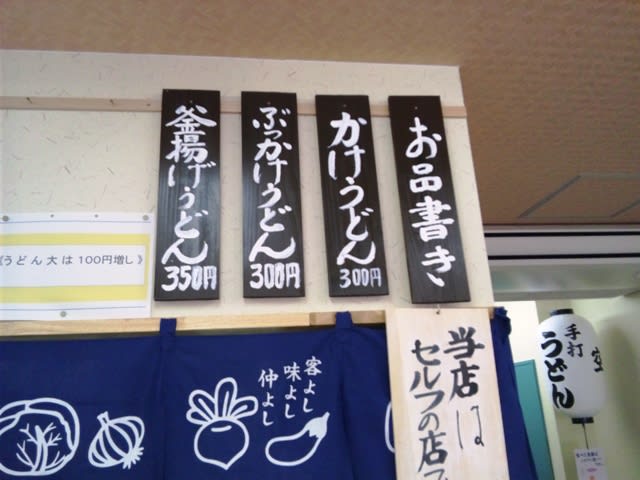 お品書き
かけうどん
300円
ぶっかけうどん
300円
釜揚げうどん
350円
《うどん大は100円増し》
当店は
セルフの店で
客よし
味よし
仲よし
手打
うどん